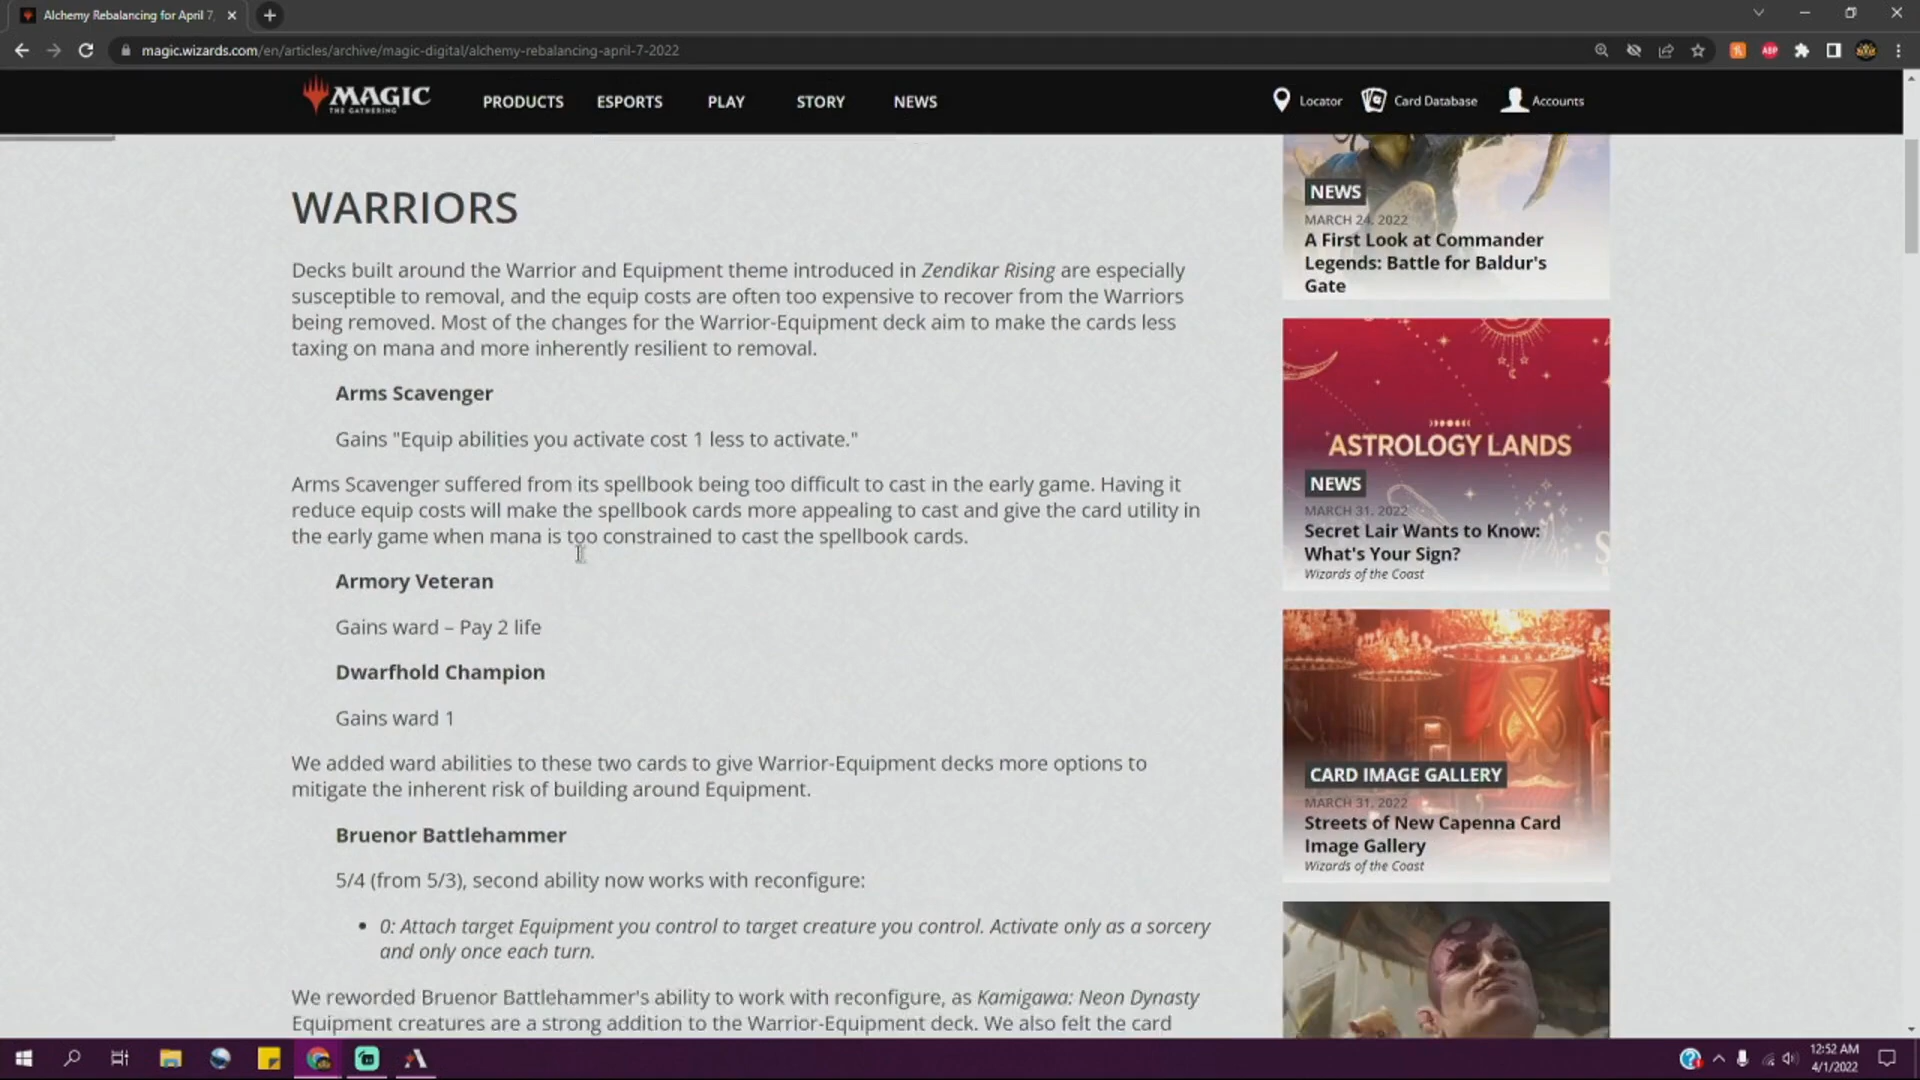 Alchemy Rebalancing for April 7,
magic.wizards.com/en/articles/archive/magic-digital/alchemy-rebalancing-april-7-2022
ABP
MAGIC
THE GATHERING
PRODUCTS
ESPORTS
PLAY
STORY
NEWS
Locator
Card Database
Accounts
WARRIORS
Decks built around the Warrior and Equipment theme introduced in Zendikar Rising are especially
susceptible to removal, and the equip costs are often too expensive to recover from the Warriors
being removed. Most of the changes for the Warrior-Equipment deck aim to make the cards less
taxing on mana and more inherently resilient to removal.
Arms Scavenger
Gains "Equip abilities you activate cost 1 less to activate."
Arms Scavenger suffered from its spellbook being too difficult to cast in the early game. Having it
reduce equip costs will make the spellbook cards more appealing to cast and give the card utility in
the early game when mana is too constrained to cast the spellbook cards.
Armory Veteran
Gains ward – Pay 2 life
Dwarfhold Champion
Gains ward 1
We added ward abilities to these two cards to give Warrior-Equipment decks more options to
mitigate the inherent risk of building around Equipment.
Bruenor Battlehammer
5/4 (from 5/3), second ability now works with reconfigure:
• 0: Attach target Equipment you control to target creature you control. Activate only as a sorcery
and only once each turn.
We reworded Bruenor Battlehammer's ability to work with reconfigure, as Kamigawa: Neon Dynasty
Equipment creatures are a strong addition to the Warrior-Equipment deck. We also felt the card
NEWS
MARCH 24, 2022
A First Look at Commander
Legends: Battle for Baldur's
Gate
ASTROLOGY LANDS
NEWS
MARCH 31, 2022
Secret Lair Wants to Know:
What's Your Sign?
Wizards of the Coast
CARD IMAGE GALLERY
MARCH 31, 2022
Streets of New Capenna Card
Image Gallery
Wizards of the Coast
12:52 AM
4/1/2022